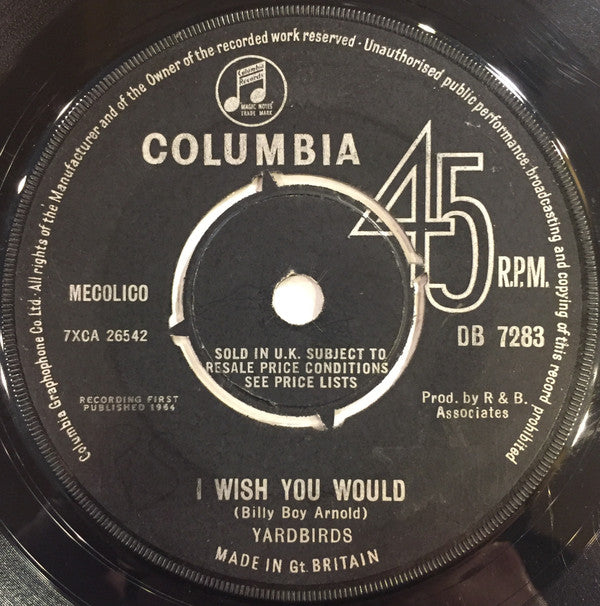 Columbia Graphophone Co Ltd. All rights of the Manufacturer and of the Owner of the recorded work reserved · Unauthorised public performance, broadcasting and copying of this record prohibited
Columbia
Records
MAGIC NOTES
TRADE MARK
COLUMBIA
45
R.P.M.
MECOLICO
7XCA 26542
DB 7283
SOLD IN U.K. SUBJECT TO
RESALE PRICE CONDITIONS
SEE PRICE LISTS
RECORDING FIRST
PUBLISHED 1964
Prod. by R & B.
Associates
I WISH YOU WOULD
(Billy Boy Arnold)
YARDBIRDS
MADE IN Gt. BRITAIN